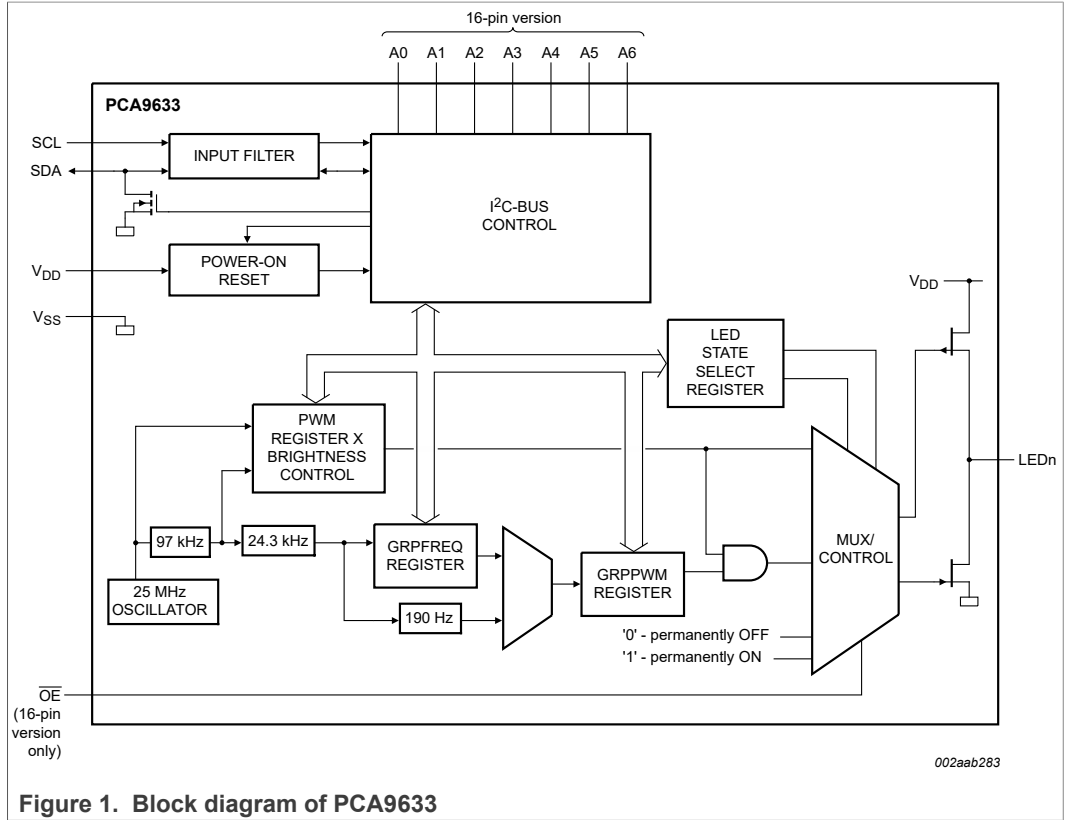 16-pin version
A0 A1 A2 A3 A4 A5 A6
PCA9633
SCL
SDA
INPUT FILTER
I²C-BUS
CONTROL
VDD
POWER-ON
RESET
VSS
VDD
LED
STATE
SELECT
REGISTER
PWM
REGISTER X
BRIGHTNESS
CONTROL
LEDn
97 kHz
24.3 kHz
GRPFREQ
REGISTER
MUX/
CONTROL
25 MHz
OSCILLATOR
190 Hz
GRPPWM
REGISTER
'0' - permanently OFF
'1' - permanently ON
OE
(16-pin
version
only)
002aab283
Figure 1. Block diagram of PCA9633